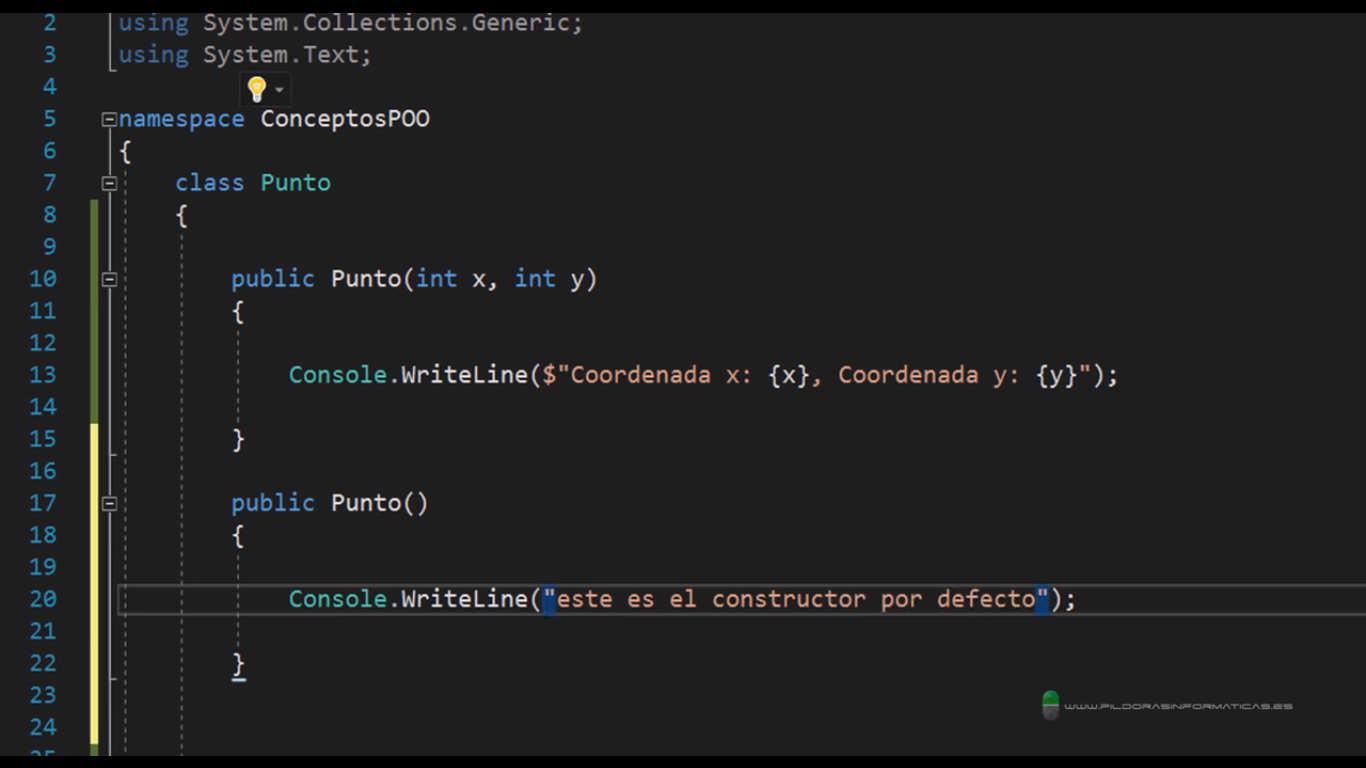 2 using System.Collections.Generic;
3 using System.Text;
4
5 namespace ConceptosPOO
6 {
7 class Punto
8 {
9
10 public Punto(int x, int y)
11 {
12
13 Console.WriteLine($"Coordenada x: {x}, Coordenada y: {y}");
14
15 }
16
17 public Punto()
18 {
19
20 Console.WriteLine("este es el constructor por defecto");
21
22 }
23
24
25
WWW.PILDORASINFORMATICAS.ES